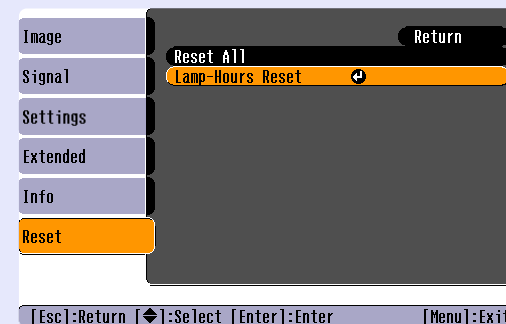 Image
Signal
Settings
Extended
Info
Reset
Return
Reset All
Lamp-Hours Reset
[Esc]:Return [◆]:Select [Enter]:Enter [Menu]:Exit